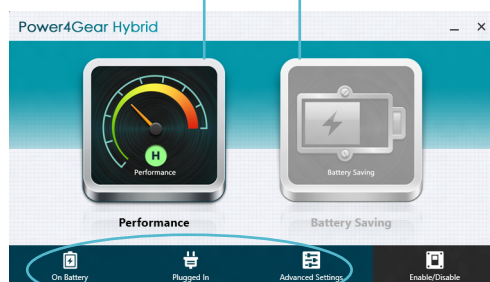 Power4Gear Hybrid
H
Performance
Battery Saving
Performance
Battery Saving
On Battery
Plugged In
Advanced Settings
Enable/Disable